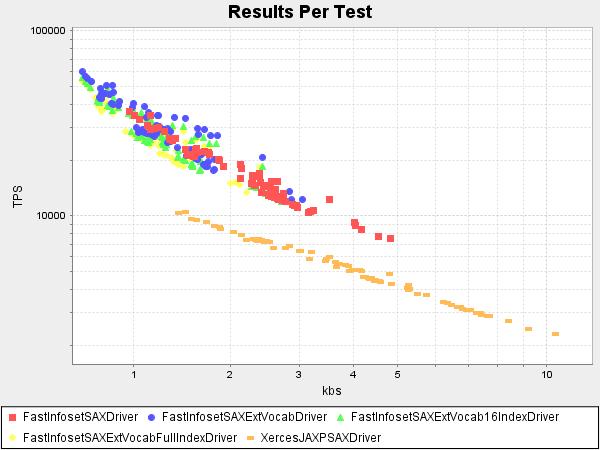 Results Per Test
100000
10000
TPS
1 2 3 4 5 10
kbs
FastInfosetSAXDriver FastInfosetSAXExtVocabDriver FastInfosetSAXExtVocab16IndexDriver
FastInfosetSAXExtVocabFullIndexDriver XercesJAXPSAXDriver